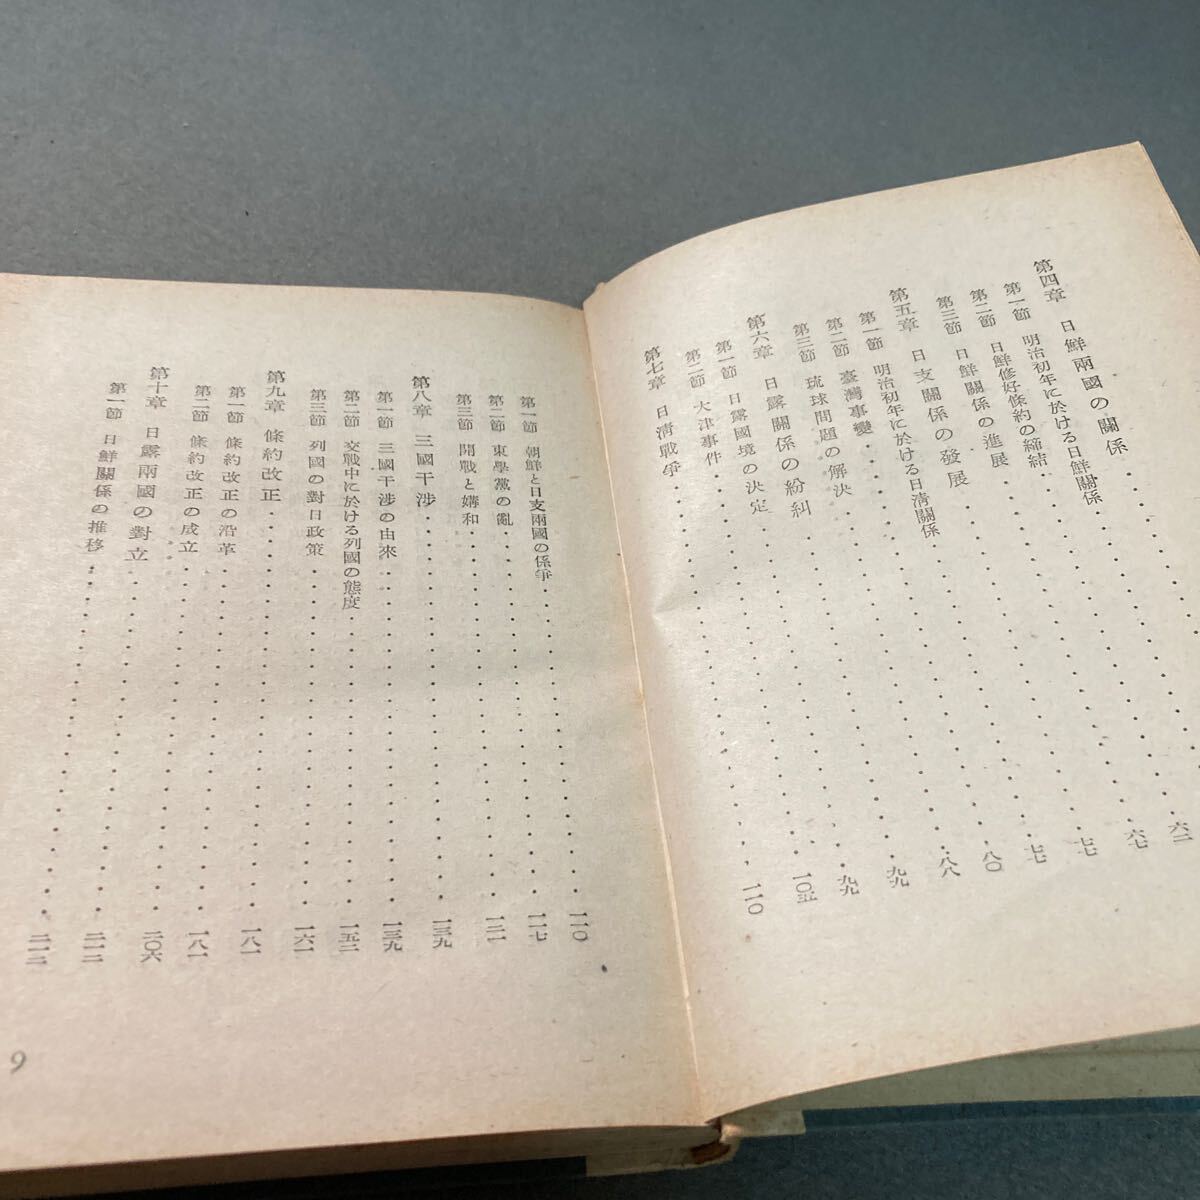 第四章 日鮮兩國の關係
第一節 明治初年に於ける日鮮關係
第二節 日鮮修好條約の締結 六二
第三節 日鮮關係の進展 六七
第五章 日支關係の發展 七七
第一節 明治初年に於ける日清關係 七七
第二節 臺灣事變 八〇
第三節 琉球問題の解決 八八
第六章 日露關係の紛糾 九九
第一節 日露國境の決定 九九
第二節 大津事件 一〇五
第七章 日清戰爭 一一〇
第一節 朝鮮と日支兩國の係爭 一一〇
第二節 東學黨の亂 一一七
第三節 開戰と媾和 一三一
第八章 三國干涉 一三九
第一節 三國干涉の由來 一三九
第二節 交戰中に於ける列國の態度 一五二
第三節 列國の對日政策 一六一
第九章 條約改正 一八一
第一節 條約改正の沿革 一八一
第二節 條約改正の成立 二〇六
第十章 日露兩國の對立 二一二
第一節 日鮮關係の推移 二一二
9